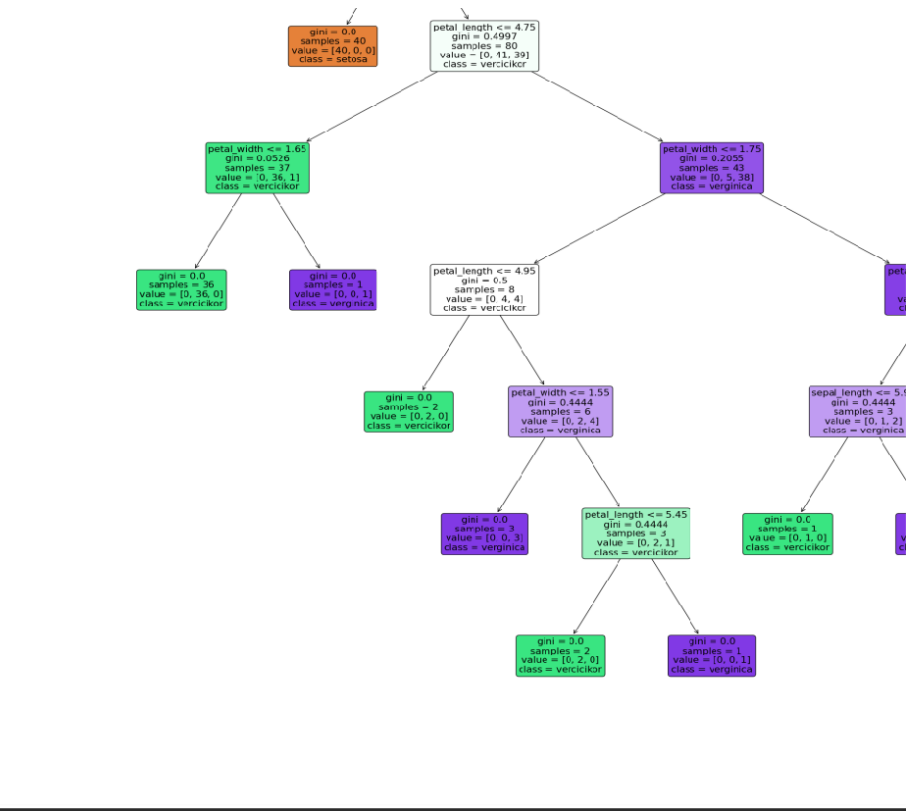 gini = 0.0
samples = 40
value = [40, 0, 0]
class = setosa
petal_length <= 4.75
gini = 0.4997
samples = 80
value = [0, 41, 39]
class = vercicikor
petal_width <= 1.65
gini = 0.0526
samples = 37
value = [0, 36, 1]
class = vercicikor
petal_width <= 1.75
gini = 0.2055
samples = 43
value = [0, 5, 38]
class = verginica
gini = 0.0
samples = 36
value = [0, 36, 0]
class = vercicikor
gini = 0.0
samples = 1
value = [0, 0, 1]
class = verginica
petal_length <= 4.95
gini = 0.5
samples = 8
value = [0, 4, 4]
class = vercicikor
gini = 0.0
samples = 2
value = [0, 2, 0]
class = vercicikor
petal_width <= 1.55
gini = 0.4444
samples = 6
value = [0, 2, 4]
class = verginica
sepal_length <= 5.9
gini = 0.4444
samples = 3
value = [0, 1, 2]
class = verginica
gini = 0.0
samples = 3
value = [0, 0, 3]
class = verginica
petal_length <= 5.45
gini = 0.4444
samples = 3
value = [0, 2, 1]
class = vercicikor
gini = 0.0
samples = 1
value = [0, 1, 0]
class = vercicikor
gini = 0.0
samples = 2
value = [0, 2, 0]
class = vercicikor
gini = 0.0
samples = 1
value = [0, 0, 1]
class = verginica